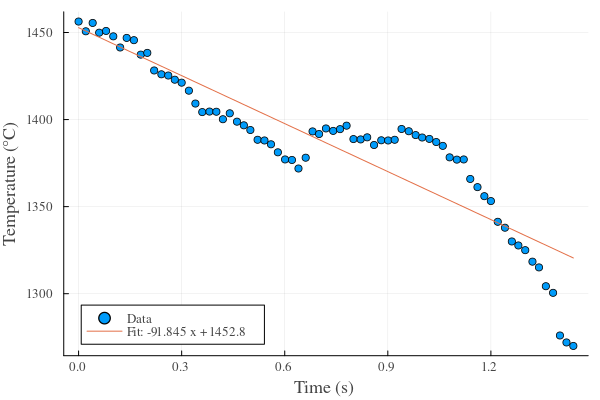 1450
1400
1350
1300
Temperature (°C)
Data
Fit: -91.845 x + 1452.8
0.0 0.3 0.6 0.9 1.2
Time (s)